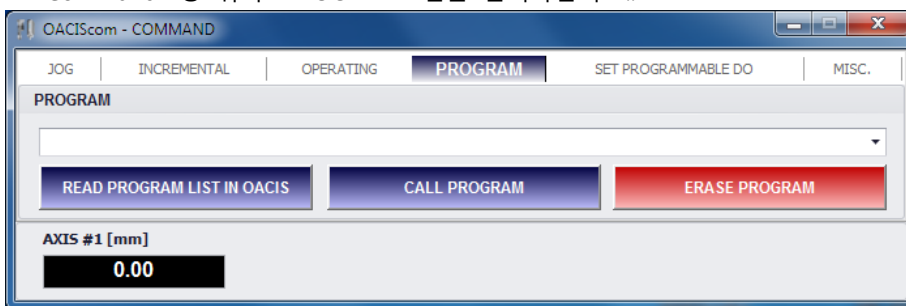 OACIScom - COMMAND
JOG INCREMENTAL OPERATING PROGRAM SET PROGRAMMABLE DO MISC.
PROGRAM
READ PROGRAM LIST IN OACIS CALL PROGRAM ERASE PROGRAM
AXIS #1 [mm]
0.00